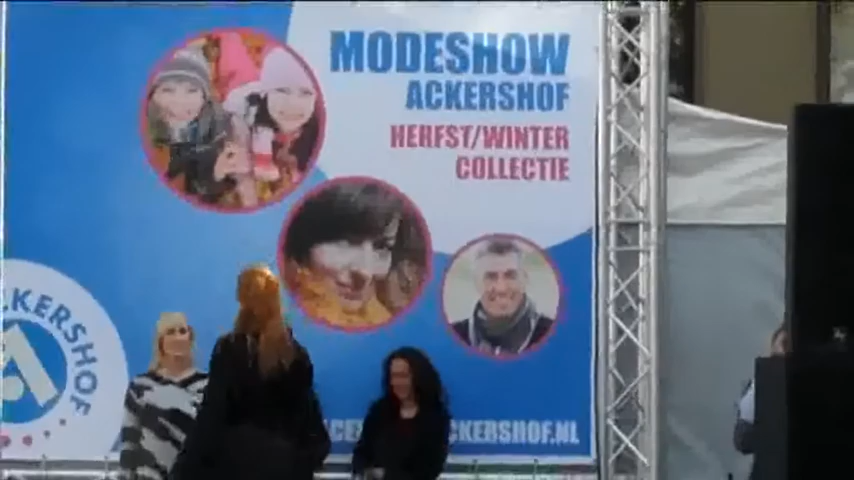 MODESHOW
ACKERSHOF
HERFST/WINTER
COLLECTIE
CKERSHOF
CKERSHOF.NL